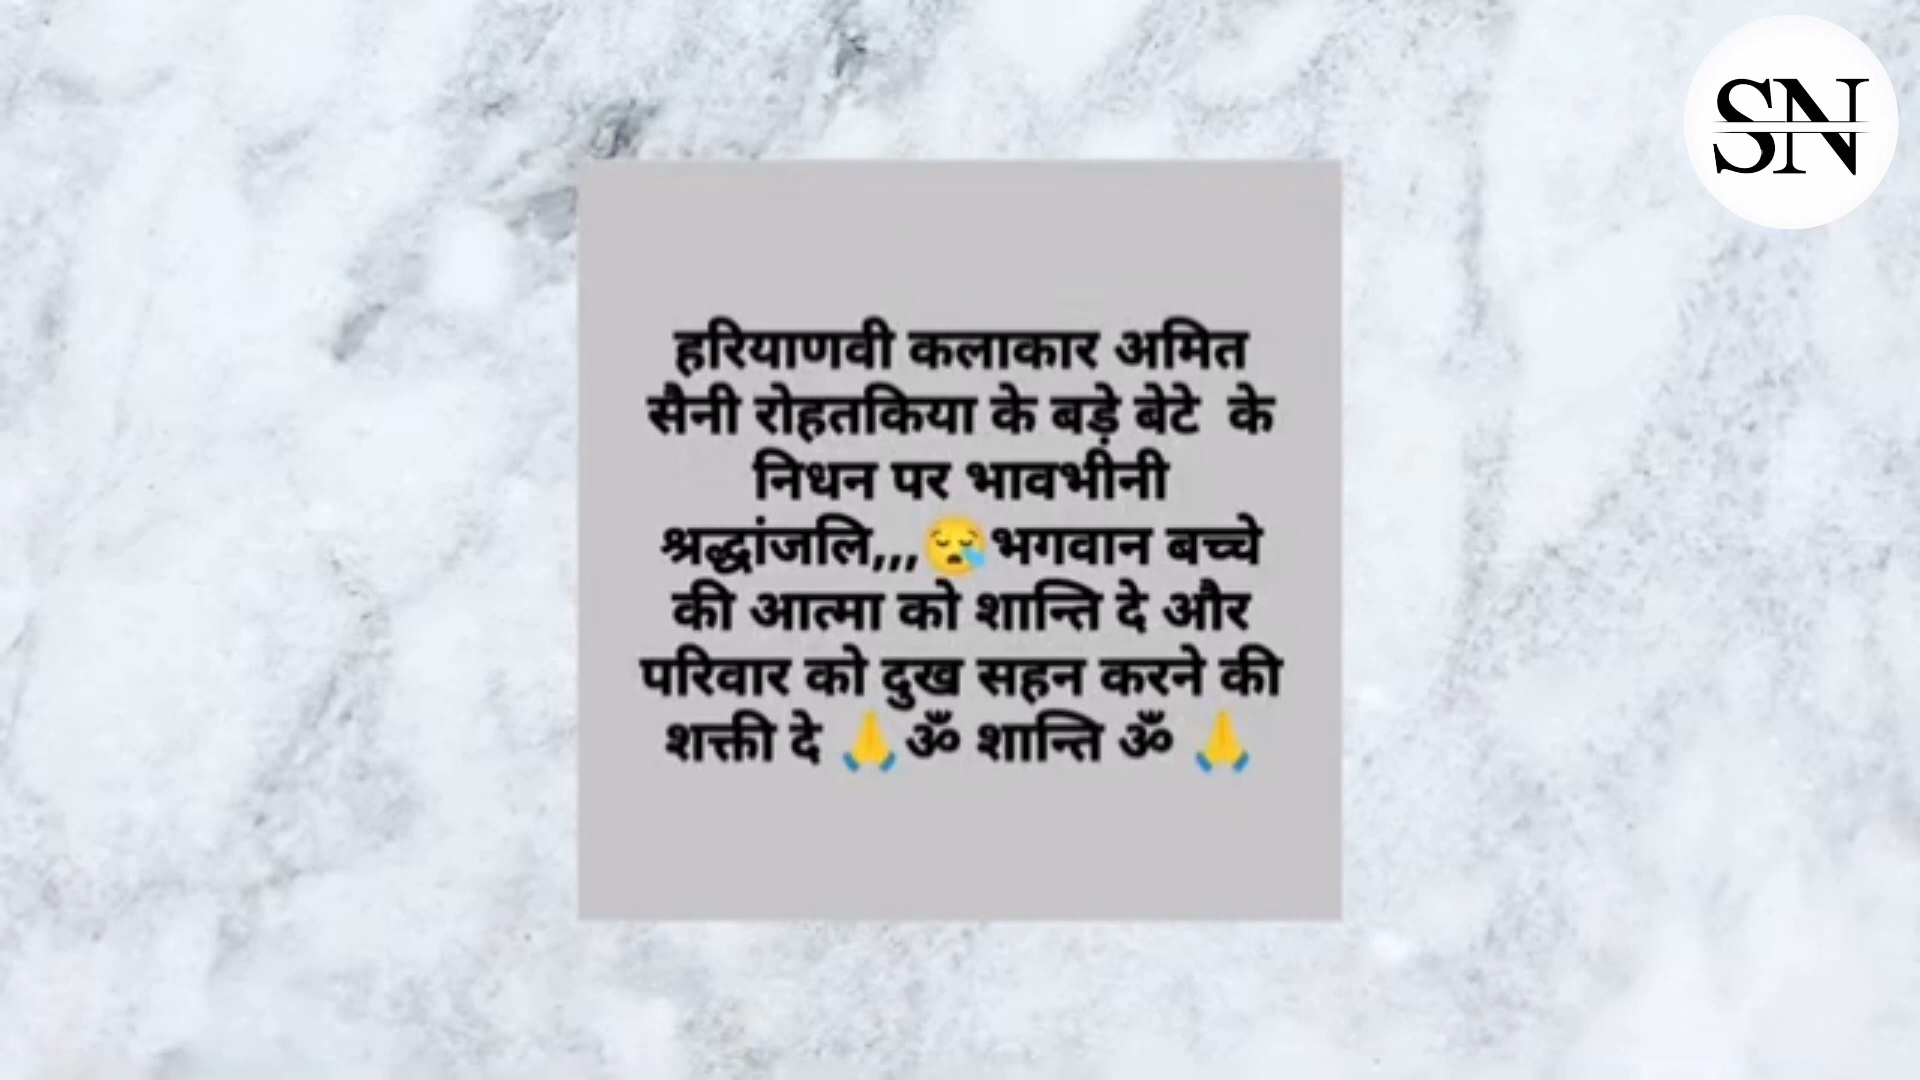 SN
हरियाणवी कलाकार अमित
सैनी रोहतकिया के बड़े बेटे के
निधन पर भावभीनी
श्रद्धांजलि,,,😪भगवान बच्चे
की आत्मा को शान्ति दे और
परिवार को दुख सहन करने की
शक्ती दे 🙏ॐ शान्ति ॐ 🙏